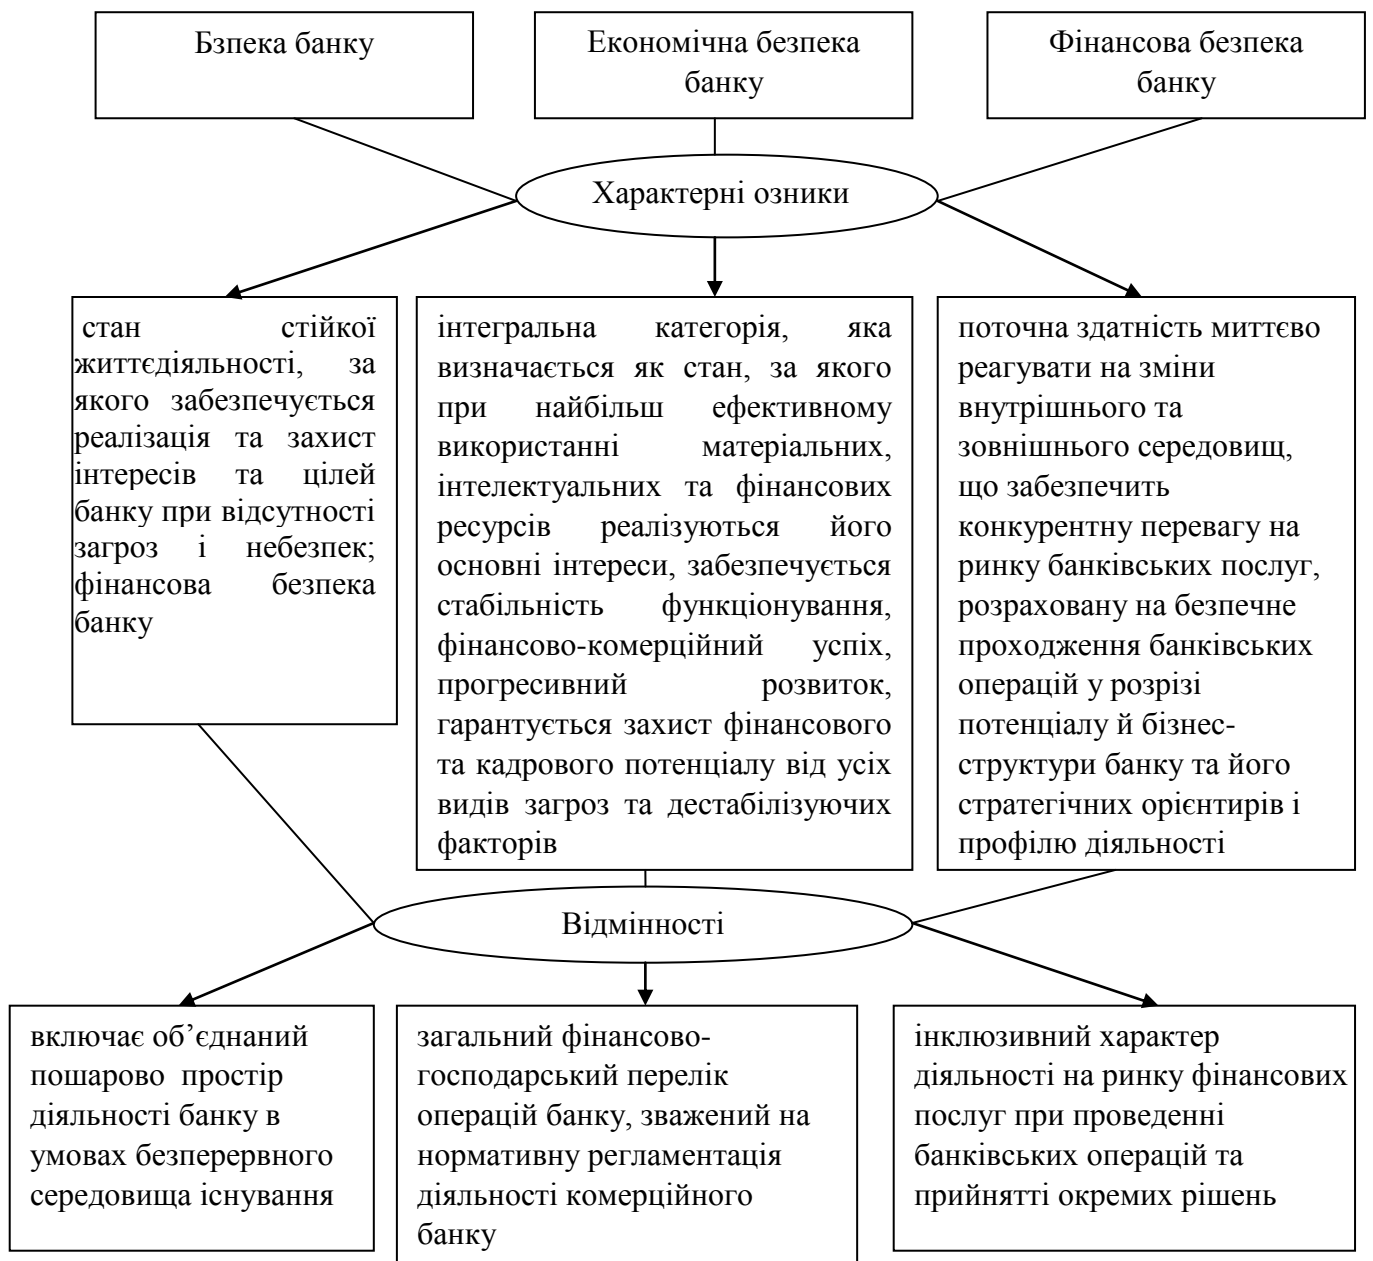 Бзпека банку
Економічна безпека
банку
Фінансова безпека
банку
Характерні озники
стан стійкої
життєдіяльності, за
якого забезпечується
реалізація та захист
інтересів та цілей
банку при відсутності
загроз і небезпек;
фінансова безпека
банку
інтегральна категорія, яка
визначається як стан, за якого
при найбільш ефективному
використанні матеріальних,
інтелектуальних та фінансових
ресурсів реалізуються його
основні інтереси, забезпечується
стабільність функціонування,
фінансово-комерційний успіх,
прогресивний розвиток,
гарантується захист фінансового
та кадрового потенціалу від усіх
видів загроз та дестабілізуючих
факторів
поточна здатність миттєво
реагувати на зміни
внутрішнього та
зовнішнього середовищ,
що забезпечить
конкурентну перевагу на
ринку банківських послуг,
розраховану на безпечне
проходження банківських
операцій у розрізі
потенціалу й бізнес-
структури банку та його
стратегічних орієнтирів і
профілю діяльності
Відмінності
включає об’єднаний
пошарово простір
діяльності банку в
умовах безперервного
середовища існування
загальний фінансово-
господарський перелік
операцій банку, зважений на
нормативну регламентація
діяльності комерційного
банку
інклюзивний характер
діяльності на ринку фінансових
послуг при проведенні
банківських операцій та
прийнятті окремих рішень